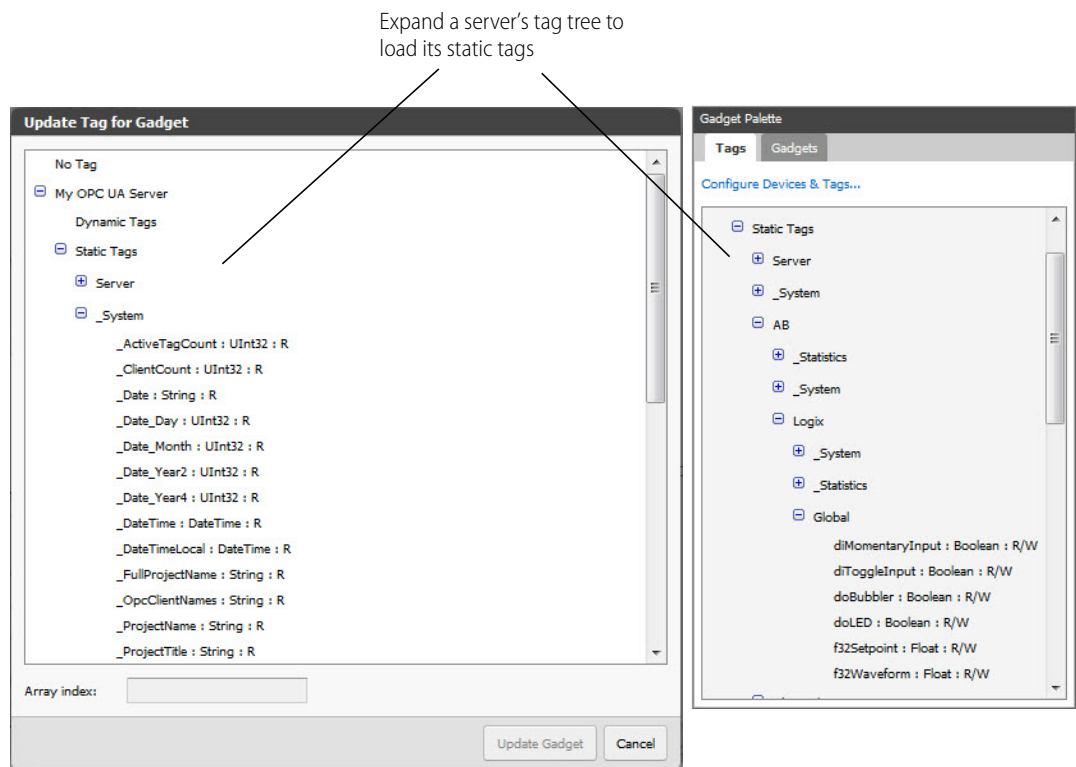 Expand a server's tag tree to
load its static tags
Update Tag for Gadget
No Tag
My OPC UA Server
Dynamic Tags
Static Tags
Server
_System
_ActiveTagCount : UInt32 : R
_ClientCount : UInt32 : R
_Date : String : R
_Date_Day : UInt32 : R
_Date_Month : UInt32 : R
_Date_Year2 : UInt32 : R
_Date_Year4 : UInt32 : R
_DateTime : DateTime : R
_DateTimeLocal : DateTime : R
_FullProjectName : String : R
_OpcClientNames : String : R
_ProjectName : String : R
_ProjectTitle : String : R
Array index:
Update Gadget
Cancel
Gadget Palette
Tags
Gadgets
Configure Devices & Tags...
Static Tags
Server
_System
AB
_Statistics
_System
Logix
_System
_Statistics
Global
diMomentaryInput : Boolean : R/W
diToggleInput : Boolean : R/W
doBubbler : Boolean : R/W
doLED : Boolean : R/W
f32Setpoint : Float : R/W
f32Waveform : Float : R/W